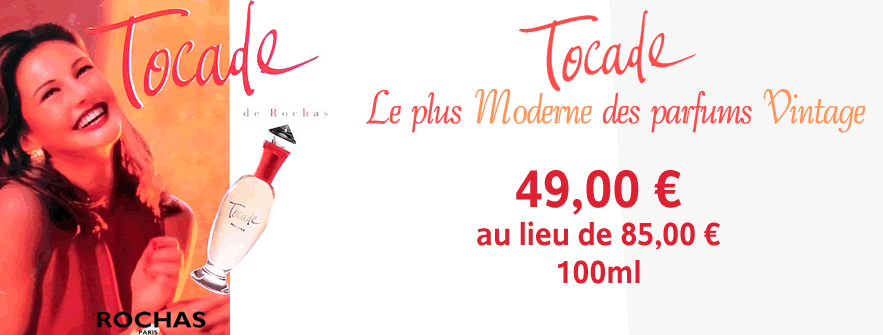 Tocade
de Rochas
Tocade
ROCHAS
ROCHAS
PARIS
Tocade
Le plus Moderne des parfums Vintage
49,00 €
au lieu de 85,00 €
100ml